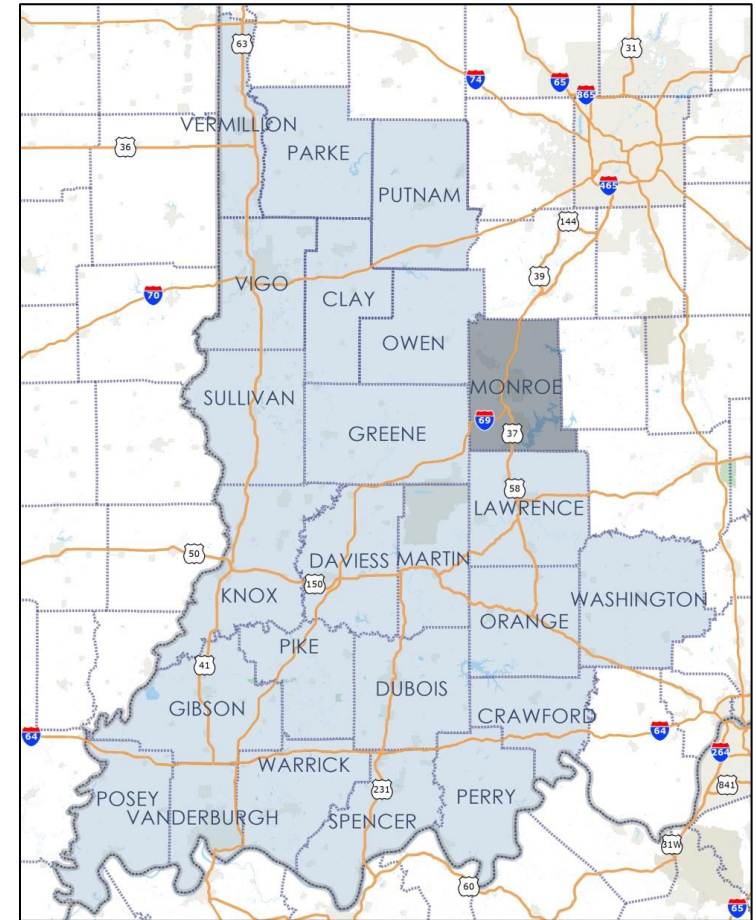 63
31
74
65
865
VERMILLION
36
PARKE
465
PUTNAM
144
39
VIGO
70
CLAY
OWEN
MONROE
SULLIVAN
69
GREENE
37
58
LAWRENCE
50
DAVIESS
MARTIN
150
KNOX
WASHINGTON
ORANGE
PIKE
41
DUBOIS
GIBSON
CRAWFORD
64
64
264
WARRICK
841
231
POSEY
PERRY
VANDERBURGH
SPENCER
31W
60
65